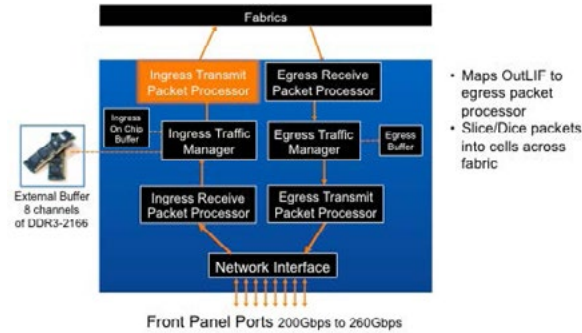 Fabrics
Ingress Transmit
Packet Processor
Egress Receive
Packet Processor
Ingress
On Chip
Buffer
Ingress Traffic
Manager
Egress Traffic
Manager
Egress
Buffer
External Buffer
8 channels
of DDR3-2166
Ingress Receive
Packet Processor
Egress Transmit
Packet Processor
Network Interface
Front Panel Ports 200Gbps to 260Gbps
• Maps OutLIF to
egress packet
processor
• Slice/Dice packets
into cells across
fabric